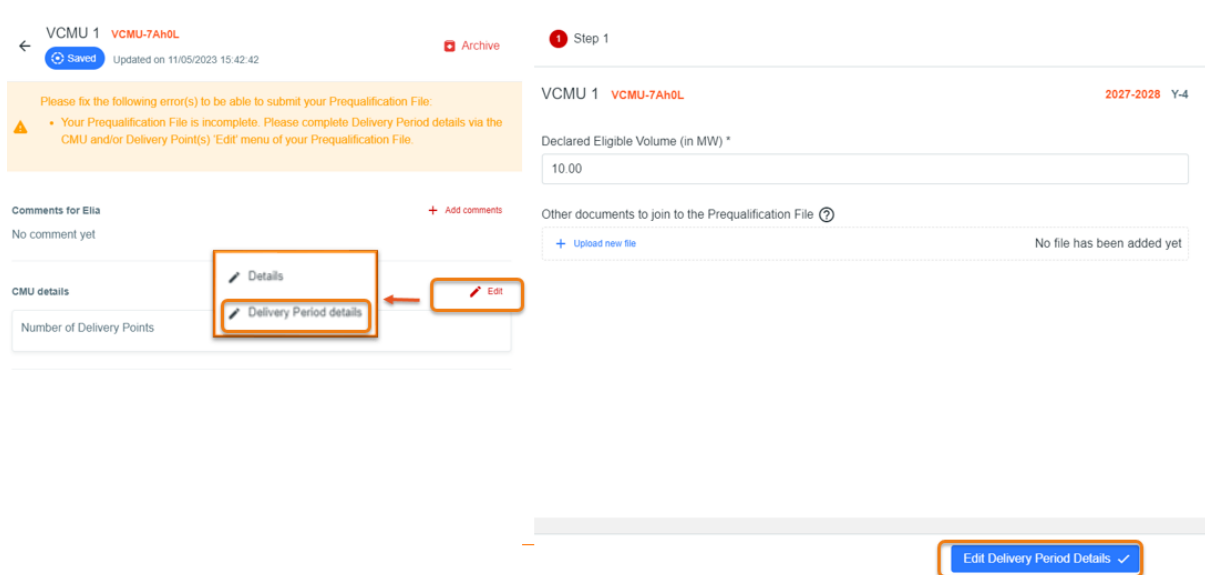 VCMU 1 VCMU-7Ah0L
Saved Updated on 11/05/2023 15:42:42
Archive
Please fix the following error(s) to be able to submit your Prequalification File:
• Your Prequalification File is incomplete. Please complete Delivery Period details via the
CMU and/or Delivery Point(s) 'Edit' menu of your Prequalification File.
Comments for Elia
+ Add comments
No comment yet
CMU details
Edit
Details
Delivery Period details
Number of Delivery Points
1 Step 1
VCMU 1 VCMU-7Ah0L
2027-2028 Y-4
Declared Eligible Volume (in MW) *
10.00
Other documents to join to the Prequalification File ?
+ Upload new file
No file has been added yet
Edit Delivery Period Details